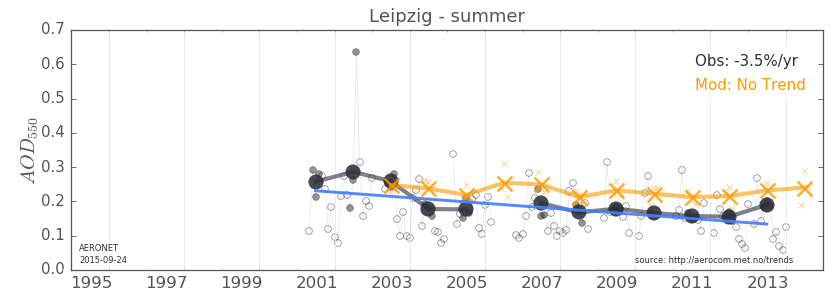 Leipzig - summer
0.7
0.6
0.5
0.4
0.3
0.2
0.1
0.0
AOD550
Obs: -3.5%/yr
Mod: No Trend
AERONET
2015-09-24
source: http://aerocom.met.no/trends
1995 1997 1999 2001 2003 2005 2007 2009 2011 2013